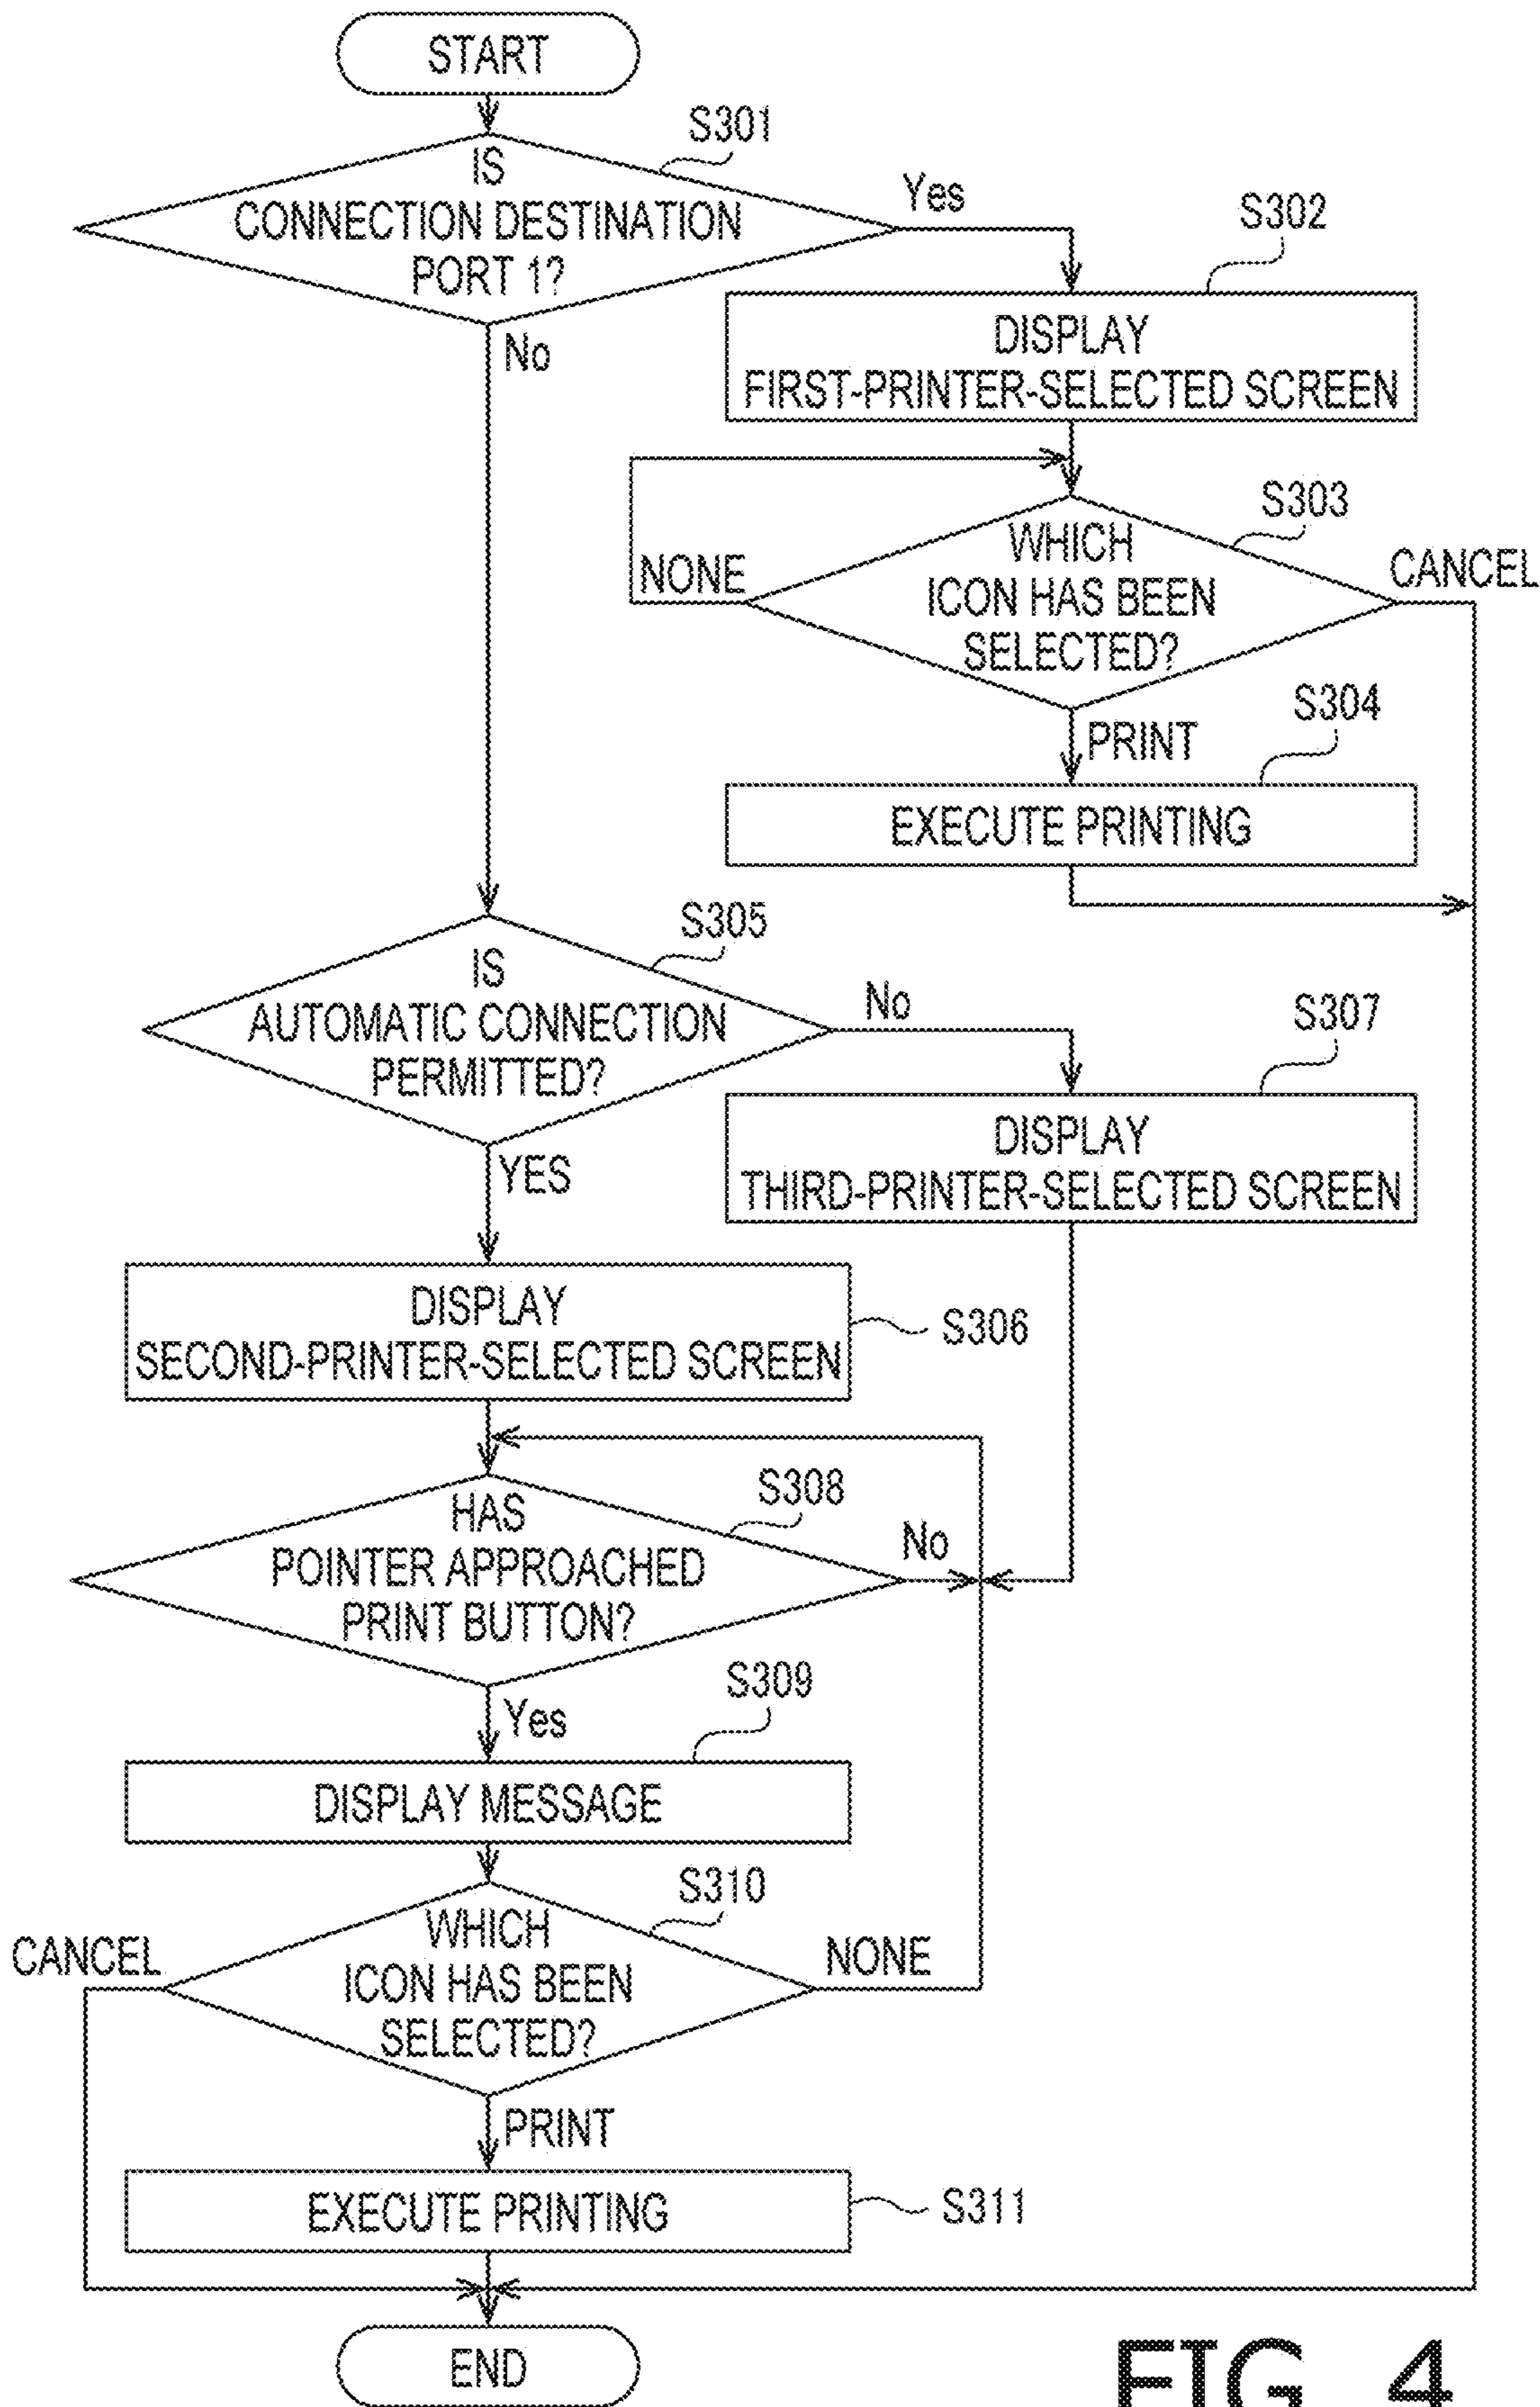 START
S301
IS
CONNECTION DESTINATION
PORT 1?
Yes
No
S302
DISPLAY
FIRST-PRINTER-SELECTED SCREEN
S303
WHICH
ICON HAS BEEN
SELECTED?
NONE
CANCEL
PRINT
S304
EXECUTE PRINTING
S305
IS
AUTOMATIC CONNECTION
PERMITTED?
No
YES
S307
DISPLAY
THIRD-PRINTER-SELECTED SCREEN
DISPLAY
SECOND-PRINTER-SELECTED SCREEN
S306
S308
HAS
POINTER APPROACHED
PRINT BUTTON?
No
Yes
S309
DISPLAY MESSAGE
S310
WHICH
ICON HAS BEEN
SELECTED?
CANCEL
NONE
PRINT
EXECUTE PRINTING
S311
END
FIG. 4